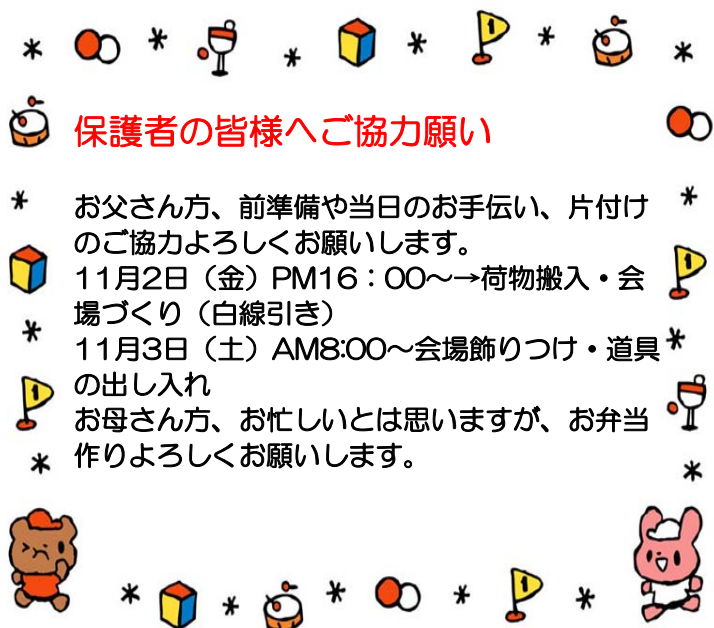 保護者の皆様へご協力願い
お父さん方、前準備や当日のお手伝い、片付け
のご協力よろしくお願いします。
11月2日（金）PM16：00～→荷物搬入・会
場づくり（白線引き）
11月3日（土）AM8:00～会場飾りつけ・道具
の出し入れ
お母さん方、お忙しいとは思いますが、お弁当
作りよろしくお願いします。